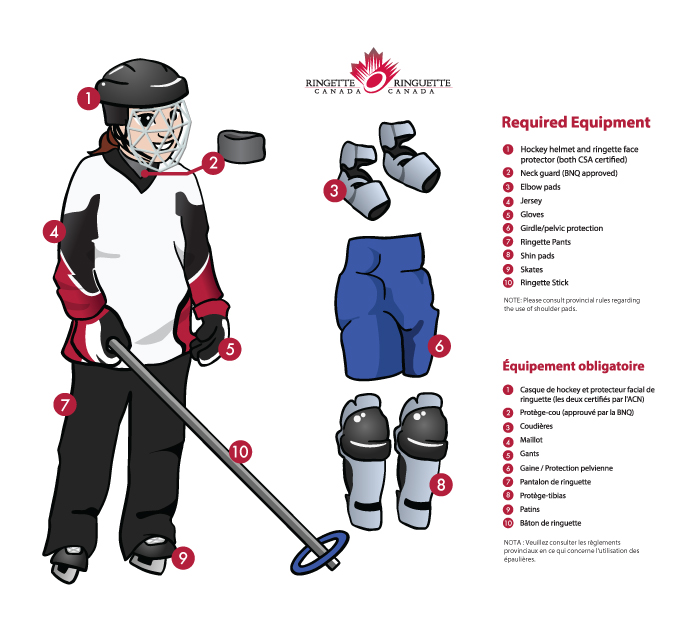 RINGETTE RINGUETTE
CANADA CANADA
1
2
3
4
5
6
7
8
9
10
Required Equipment
1 Hockey helmet and ringette face
protector (both CSA certified)
2 Neck guard (BNQ approved)
3 Elbow pads
4 Jersey
5 Gloves
6 Girdle/pelvic protection
7 Ringette Pants
8 Shin pads
9 Skates
10 Ringette Stick
NOTE: Please consult provincial rules regarding
the use of shoulder pads.
Équipement obligatoire
1 Casque de hockey et protecteur facial de
ringuette (les deux certifiés par l'ACN)
2 Protège-cou (approuvé par la BNQ)
3 Coudières
4 Maillot
5 Gants
6 Gaine / Protection pelvienne
7 Pantalon de ringuette
8 Protège-tibias
9 Patins
10 Bâton de ringuette
NOTA : Veuillez consulter les règlements
provinciaux en ce qui concerne l'utilisation des
épaulières.